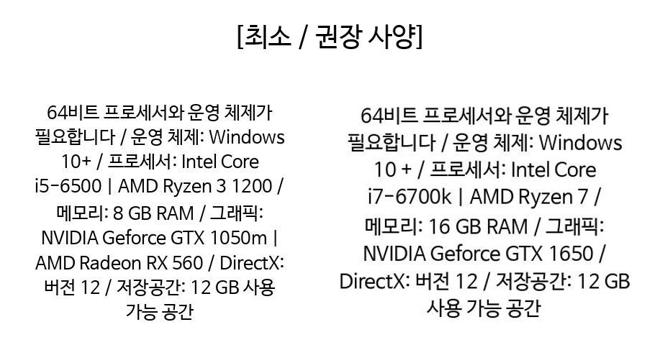 [최소 / 권장 사양]
64비트 프로세서와 운영 체제가
필요합니다 / 운영 체제: Windows
10+ / 프로세서: Intel Core
i5-6500 | AMD Ryzen 3 1200 /
메모리: 8 GB RAM / 그래픽:
NVIDIA Geforce GTX 1050m |
AMD Radeon RX 560 / DirectX:
버전 12 / 저장공간: 12 GB 사용
가능 공간
64비트 프로세서와 운영 체제가
필요합니다 / 운영 체제: Windows
10 + / 프로세서: Intel Core
i7-6700k | AMD Ryzen 7 /
메모리: 16 GB RAM / 그래픽:
NVIDIA Geforce GTX 1650 /
DirectX: 버전 12 / 저장공간: 12 GB
사용 가능 공간